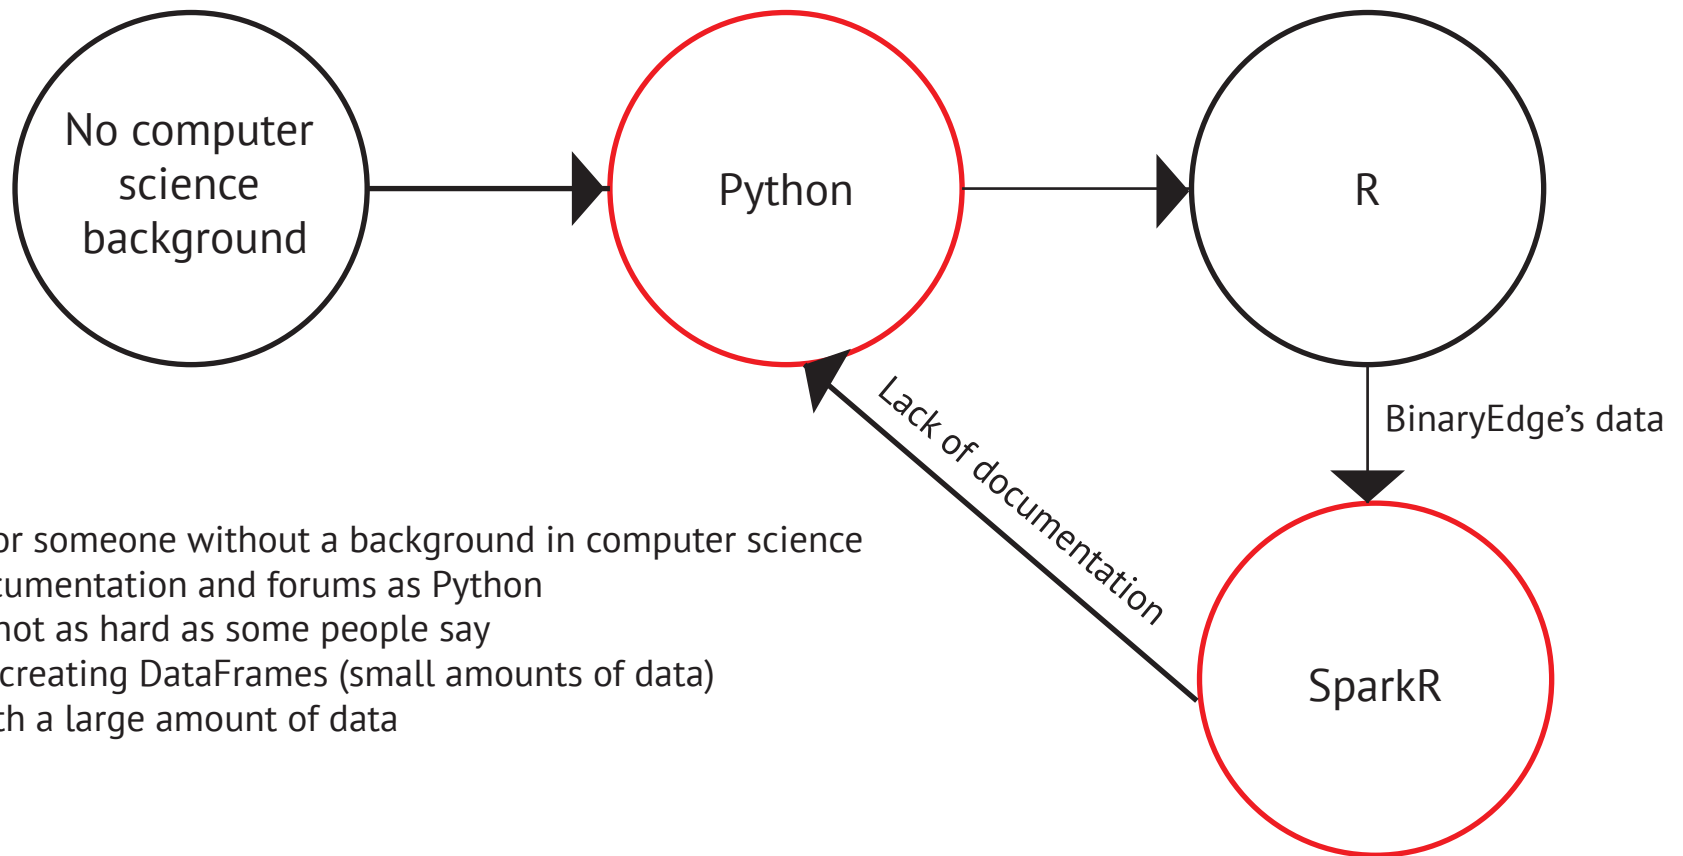 No computer
science
background
Python
R
BinaryEdge's data
Lack of documentation
SparkR
or someone without a background in computer science
cumentation and forums as Python
not as hard as some people say
creating DataFrames (small amounts of data)
th a large amount of data